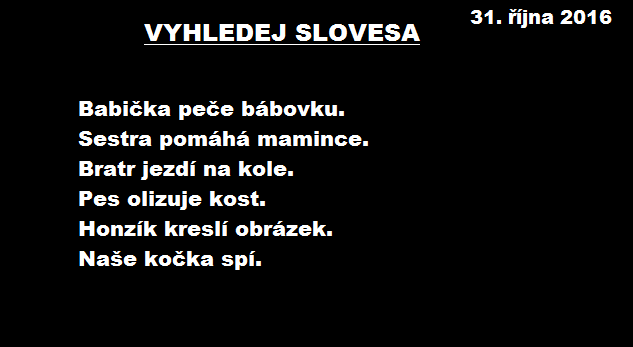 31. října 2016
VYHLEDEJ SLOVESA
Babička peče bábovku.
Sestra pomáhá mamince.
Bratr jezdí na kole.
Pes olizuje kost.
Honzík kreslí obrázek.
Naše kočka spí.